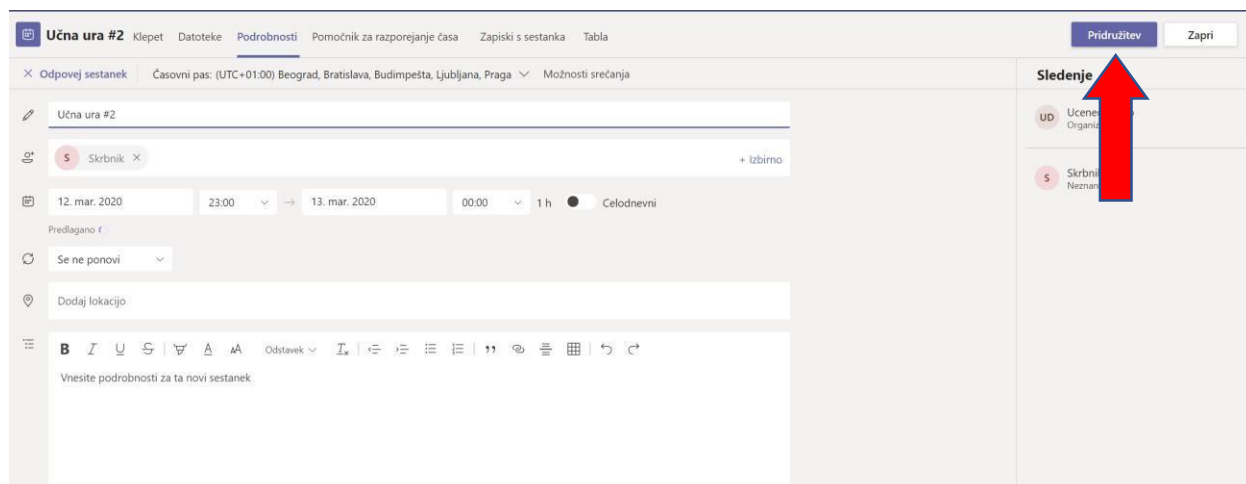 Učna ura #2 Klepet Datoteke Podrobnosti Pomočnik za razporejanje časa Zapiski s sestanka Tabla Pridružitev Zapri
Odpovej sestanek Časovni pas: (UTC+01:00) Beograd, Bratislava, Budimpešta, Ljubljana, Praga Možnosti srečanja
Učna ura #2
S Skrbnik + Izbirno
12. mar. 2020 23:00 → 13. mar. 2020 00:00 1 h Celodnevni
Predlagano
Se ne ponovi
Dodaj lokacijo
B I U S A A AA Odstavek Ix
Vnesite podrobnosti za ta novi sestanek
Sledenje
UD
S